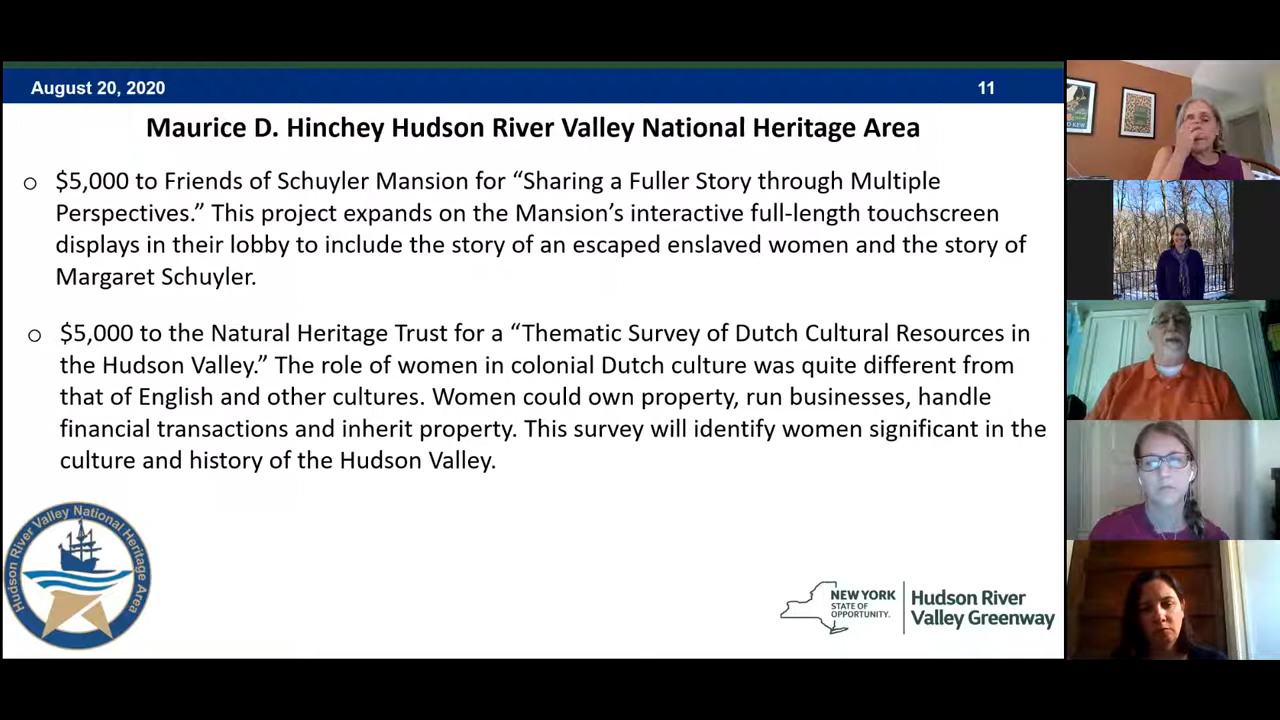 August 20, 2020
11
Maurice D. Hinchey Hudson River Valley National Heritage Area
o $5,000 to Friends of Schuyler Mansion for “Sharing a Fuller Story through Multiple
Perspectives.” This project expands on the Mansion’s interactive full-length touchscreen
displays in their lobby to include the story of an escaped enslaved women and the story of
Margaret Schuyler.
o $5,000 to the Natural Heritage Trust for a “Thematic Survey of Dutch Cultural Resources in
the Hudson Valley.” The role of women in colonial Dutch culture was quite different from
that of English and other cultures. Women could own property, run businesses, handle
financial transactions and inherit property. This survey will identify women significant in the
culture and history of the Hudson Valley.
Hudson River Valley National Heritage Area
NEW YORK
STATE OF
OPPORTUNITY.
Hudson River
Valley Greenway